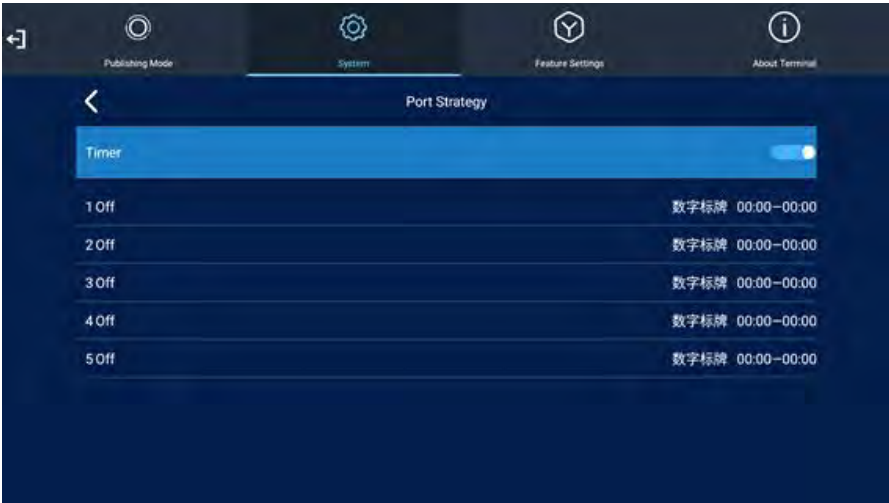 Publishing Mode
System
Feature Settings
About Terminal
Port Strategy
Timer
1 Off 数字标牌 00:00–00:00
2 Off 数字标牌 00:00–00:00
3 Off 数字标牌 00:00–00:00
4 Off 数字标牌 00:00–00:00
5 Off 数字标牌 00:00–00:00